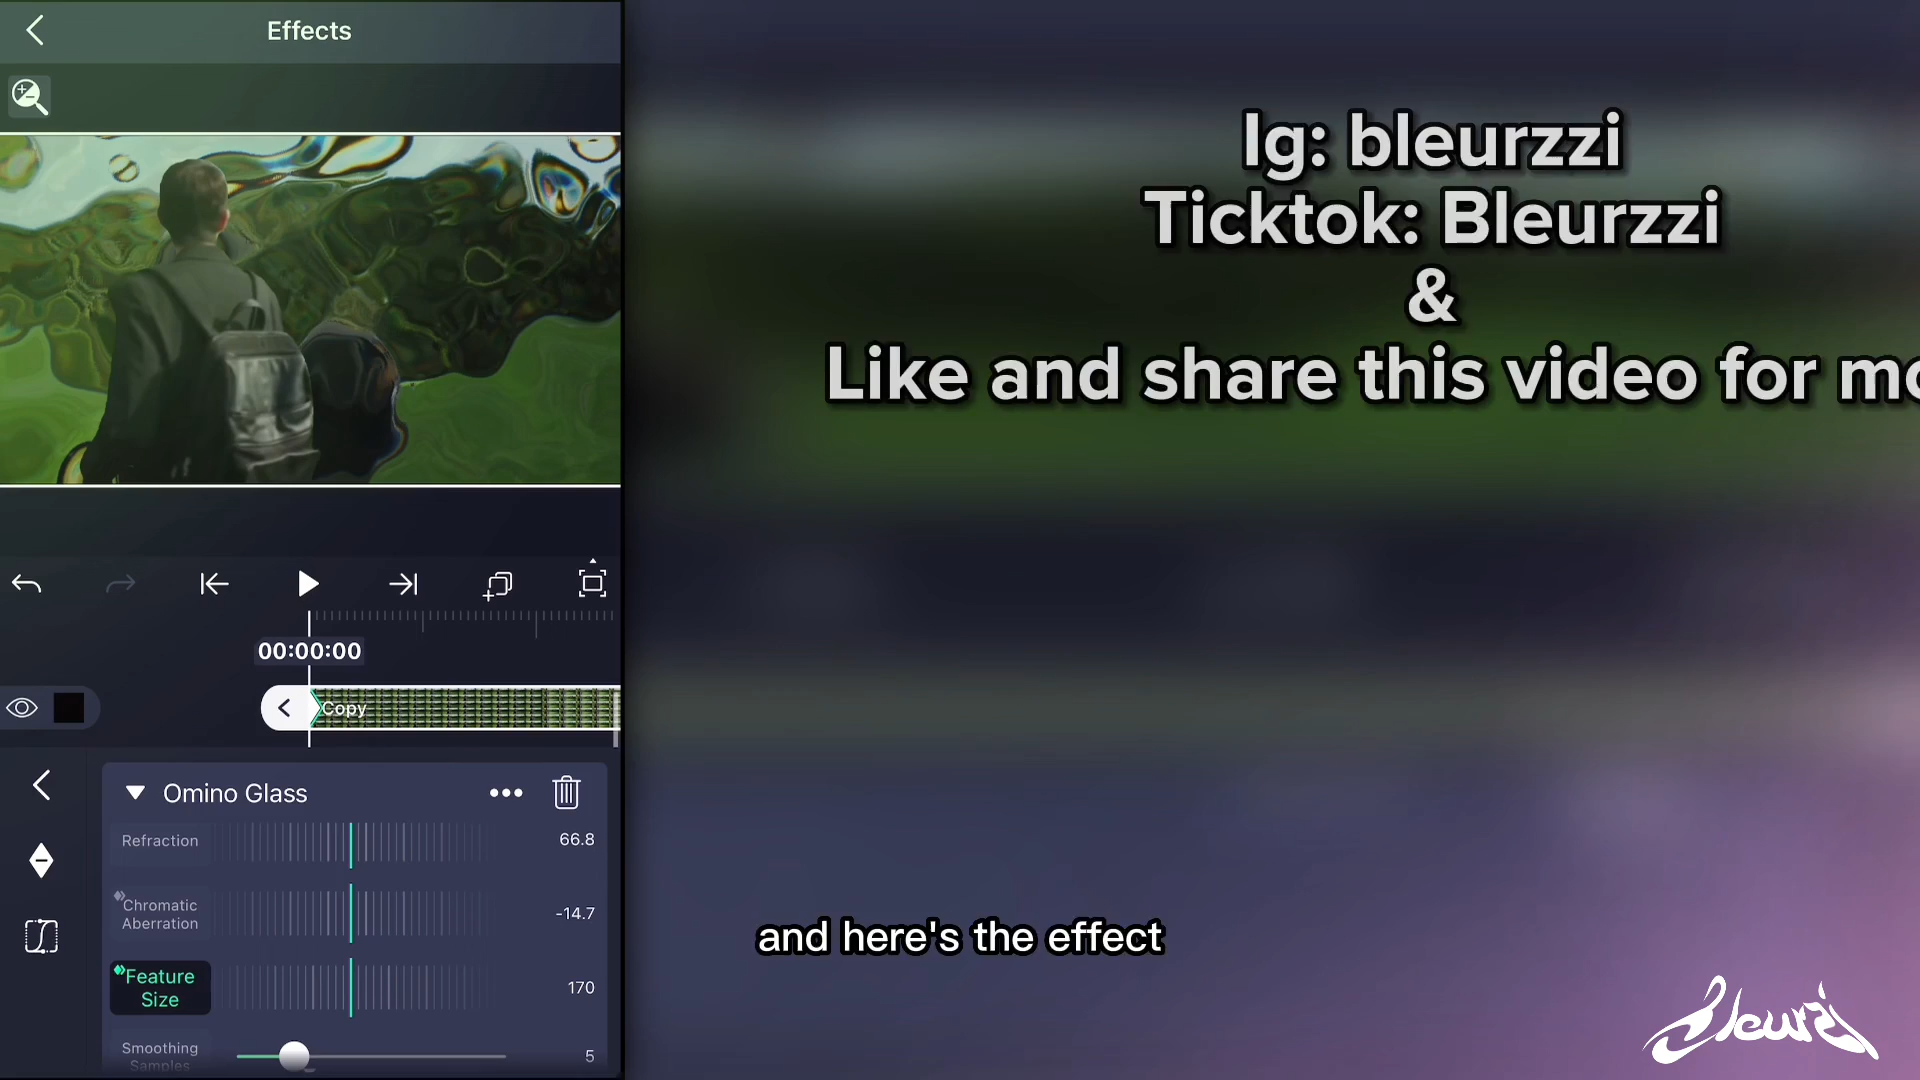 Effects
Ig: bleurzzi
Ticktok: Bleurzzi
&
Like and share this video for mo
00:00:00
Copy
Omino Glass
Refraction
66.8
Chromatic
Aberration
-14.7
Feature
Size
170
Smoothing
Samples
5
and here's the effect
Bleurzzi